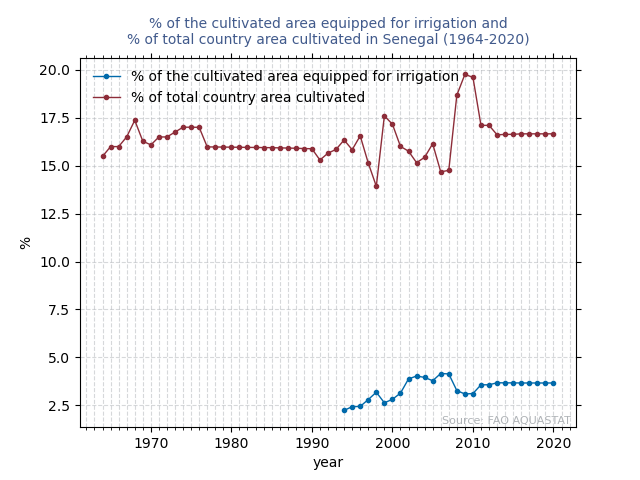 % of the cultivated area equipped for irrigation and
% of total country area cultivated in Senegal (1964-2020)
% of the cultivated area equipped for irrigation
% of total country area cultivated
20.0
17.5
15.0
12.5
10.0
7.5
5.0
2.5
%
1970 1980 1990 2000 2010 2020
year
Source: FAO AQUASTAT